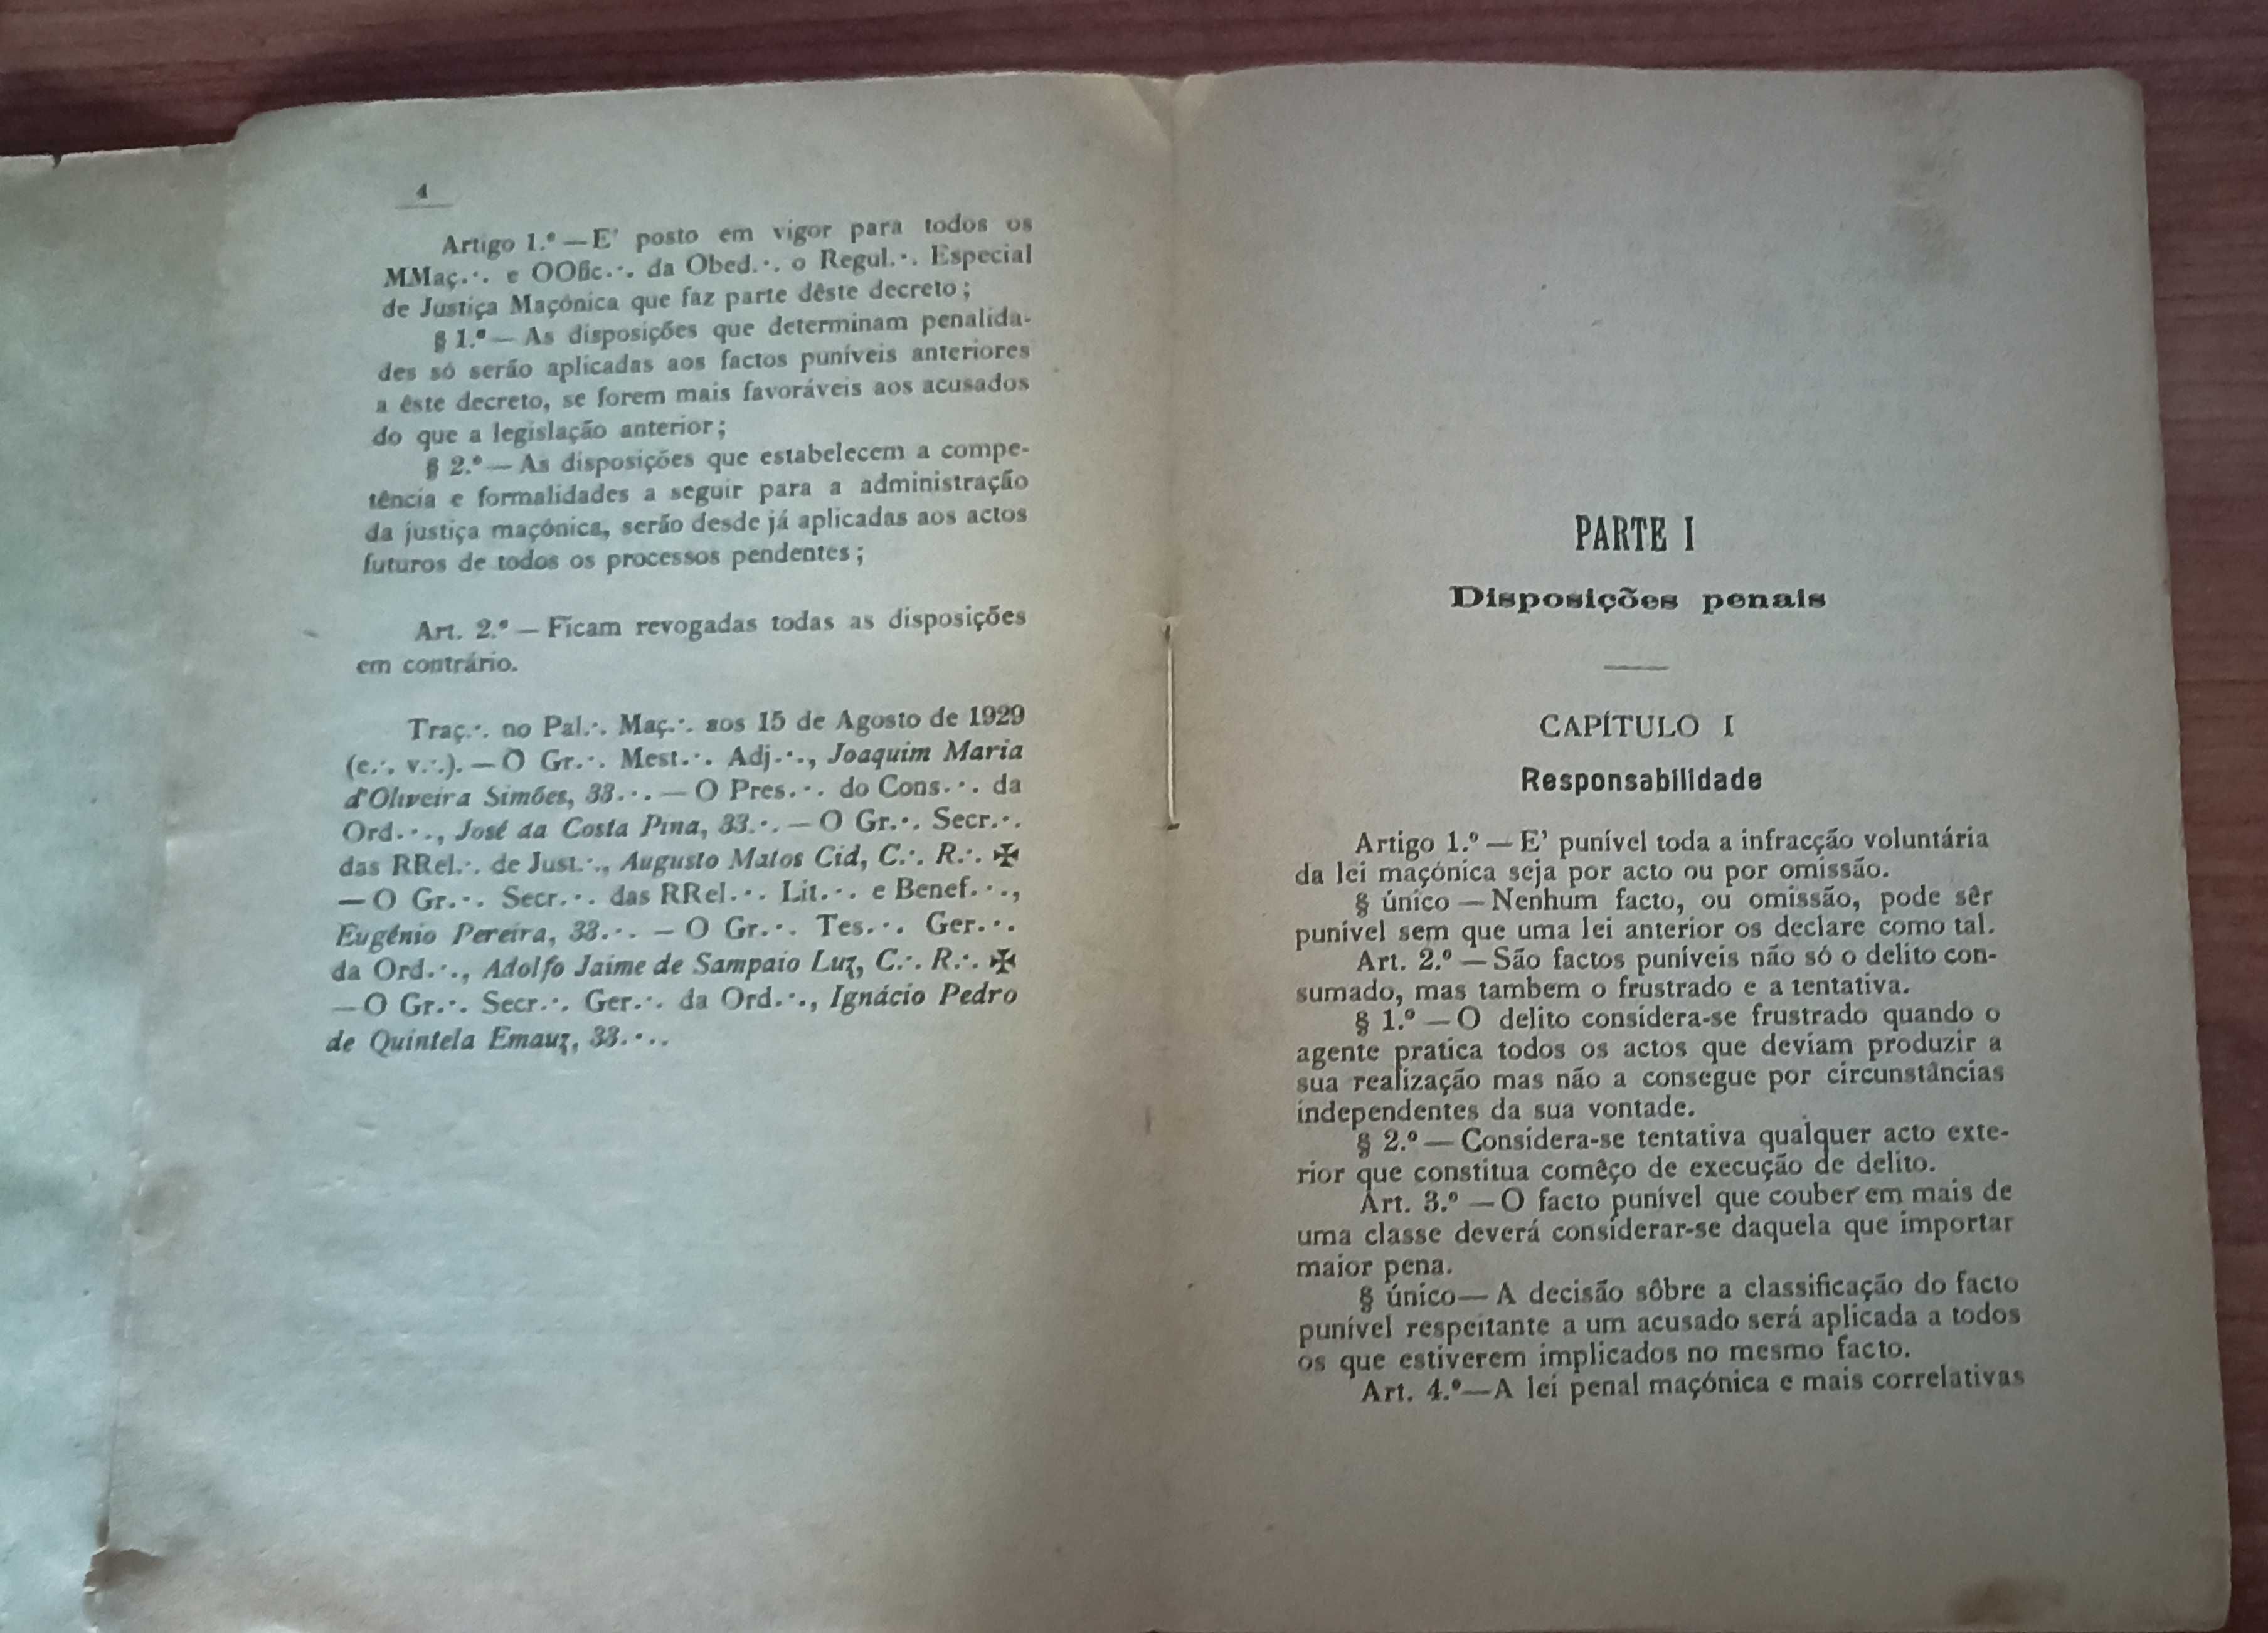 4
Artigo 1.º — E' posto em vigor para todos os
MMaç.·. e OOfic.·. da Obed.·. o Regul.·. Especial
de Justiça Maçónica que faz parte dêste decreto;
§ 1.º — As disposições que determinam penalida-
des só serão aplicadas aos factos puníveis anteriores
a êste decreto, se forem mais favoráveis aos acusados
do que a legislação anterior;
§ 2.º — As disposições que estabelecem a compe-
tência e formalidades a seguir para a administração
da justiça maçónica, serão desde já aplicadas aos actos
futuros de todos os processos pendentes;
Art. 2.º — Ficam revogadas todas as disposições
em contrário.
Traç.·. no Pal.·. Maç.·. aos 15 de Agosto de 1929
(e.·. v.·.). — O Gr.·. Mest.·. Adj.·., Joaquim Maria
d'Oliveira Simões, 33.·. — O Pres.·. do Cons.·. da
Ord.·., José da Costa Pina, 33.·. — O Gr.·. Secr.·.
das RRel.·. de Just.·., Augusto Matos Cid, C.·. R.·. ✠
— O Gr.·. Secr.·. das RRel.·. Lit.·. e Benef.·.,
Eugénio Pereira, 33.·. — O Gr.·. Tes.·. Ger.·.
da Ord.·., Adolfo Jaime de Sampaio Luz, C.·. R.·. ✠
— O Gr.·. Secr.·. Ger.·. da Ord.·., Ignácio Pedro
de Quintela Emauz, 33.·..
PARTE I
Disposições penais
CAPÍTULO I
Responsabilidade
Artigo 1.º — E' punível toda a infracção voluntária
da lei maçónica seja por acto ou por omissão.
§ único — Nenhum facto, ou omissão, pode sêr
punível sem que uma lei anterior os declare como tal.
Art. 2.º — São factos puníveis não só o delito con-
sumado, mas tambem o frustrado e a tentativa.
§ 1.º — O delito considera-se frustrado quando o
agente pratica todos os actos que deviam produzir a
sua realização mas não a consegue por circunstâncias
independentes da sua vontade.
§ 2.º — Considera-se tentativa qualquer acto exte-
rior que constitua comêço de execução de delito.
Art. 3.º — O facto punível que couber em mais de
uma classe deverá considerar-se daquela que importar
maior pena.
§ único — A decisão sôbre a classificação do facto
punível respeitante a um acusado será aplicada a todos
os que estiverem implicados no mesmo facto.
Art. 4.º — A lei penal maçónica e mais correlativas